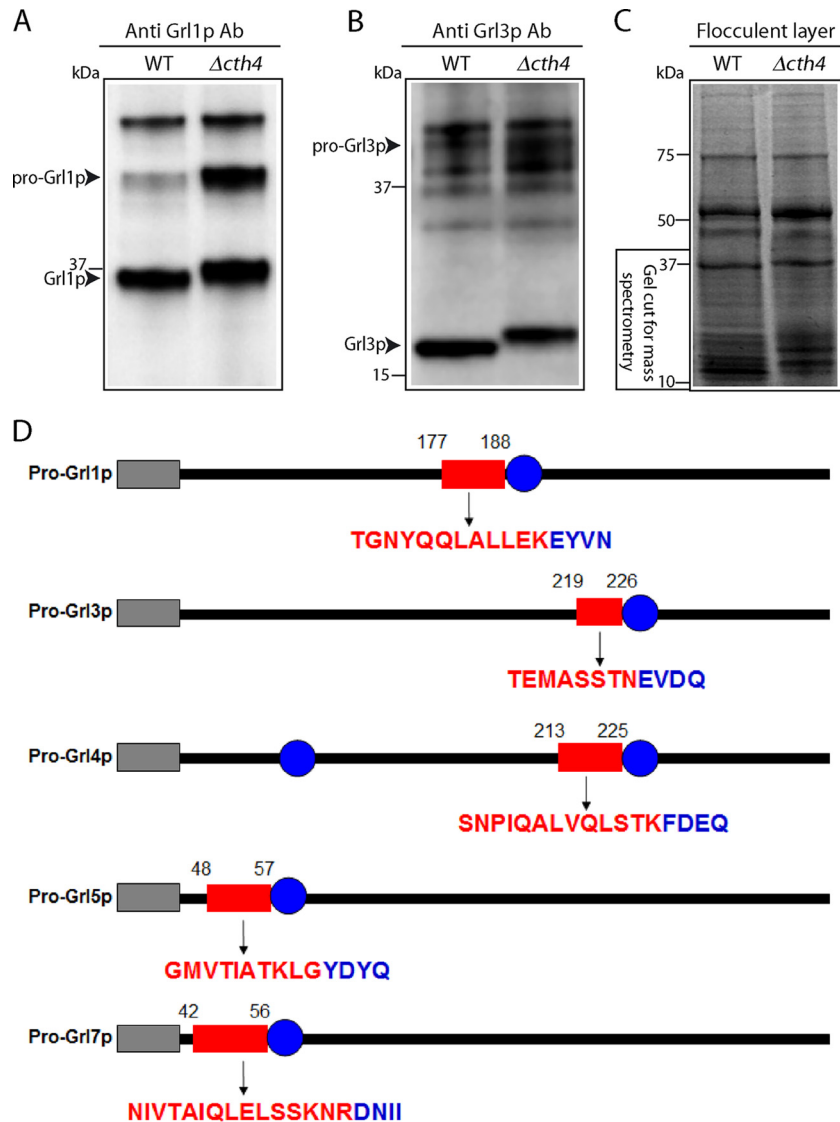 A
Anti Grl1p Ab
kDa
WT
Δcth4
pro-Grl1p
37
Grl1p
B
Anti Grl3p Ab
kDa
WT
Δcth4
pro-Grl3p
37
Grl3p
15
C
Flocculent layer
kDa
WT
Δcth4
75
50
37
Gel cut for mass
spectrometry
10
D
177 188
Pro-Grl1p
TGNYQQLALLEKEYVN
219 226
Pro-Grl3p
TEMASSTNEVDQ
213 225
Pro-Grl4p
SNPIQALVQLSTKFDEQ
48 57
Pro-Grl5p
GMVTIATKLGYDYQ
42 56
Pro-Grl7p
NIVTAIQLELSSKNRDNII